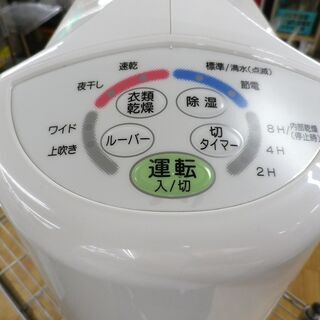 速乾
標準/満水(点滅)
夜干し
節電
衣類乾燥
除湿
ワイド
8H/内部乾燥(停止時)
上吹き
ルーバー
切タイマー
4H
2H
運転
入/切